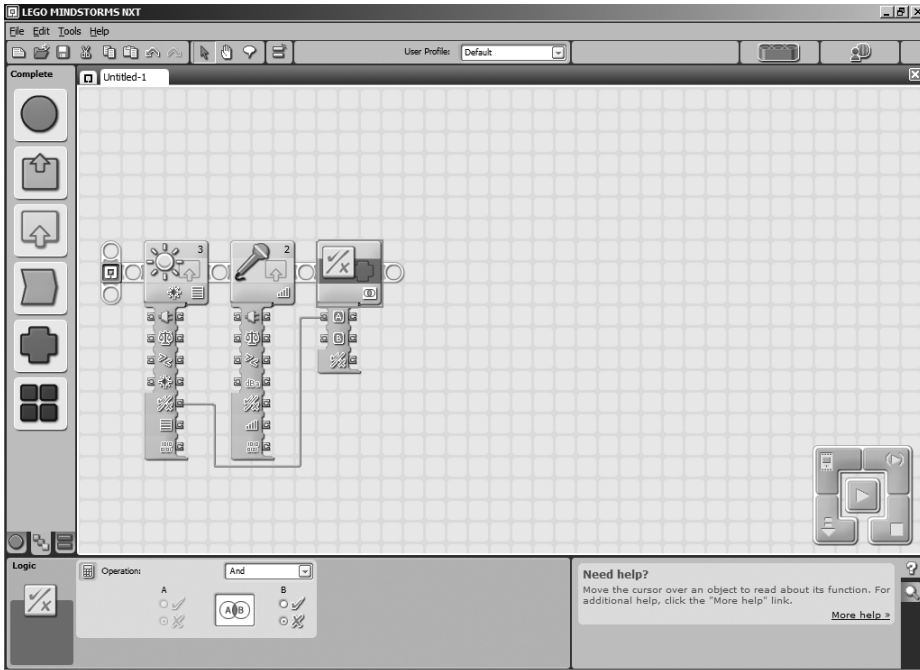 LEGO MINDSTORMS NXT
File Edit Tools Help
User Profile: Default
Complete
Untitled-1
3
2
A
B
dBA
Logic
Operation: And
A B
A B
Need help?
Move the cursor over an object to read about its function. For
additional help, click the "More help" link.
More help »